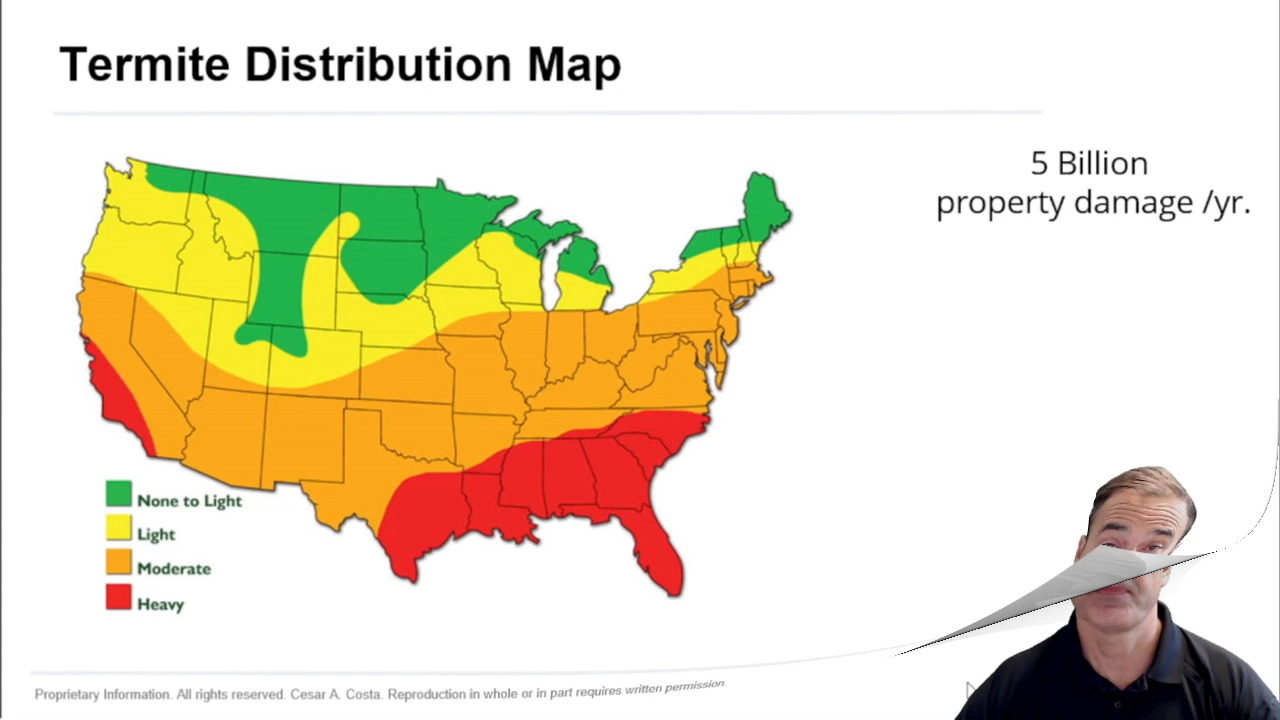 Termite Distribution Map
5 Billion
property damage /yr.
None to Light
Light
Moderate
Heavy
Proprietary Information. All rights reserved. Cesar A. Costa. Reproduction in whole or in part requires written permission.